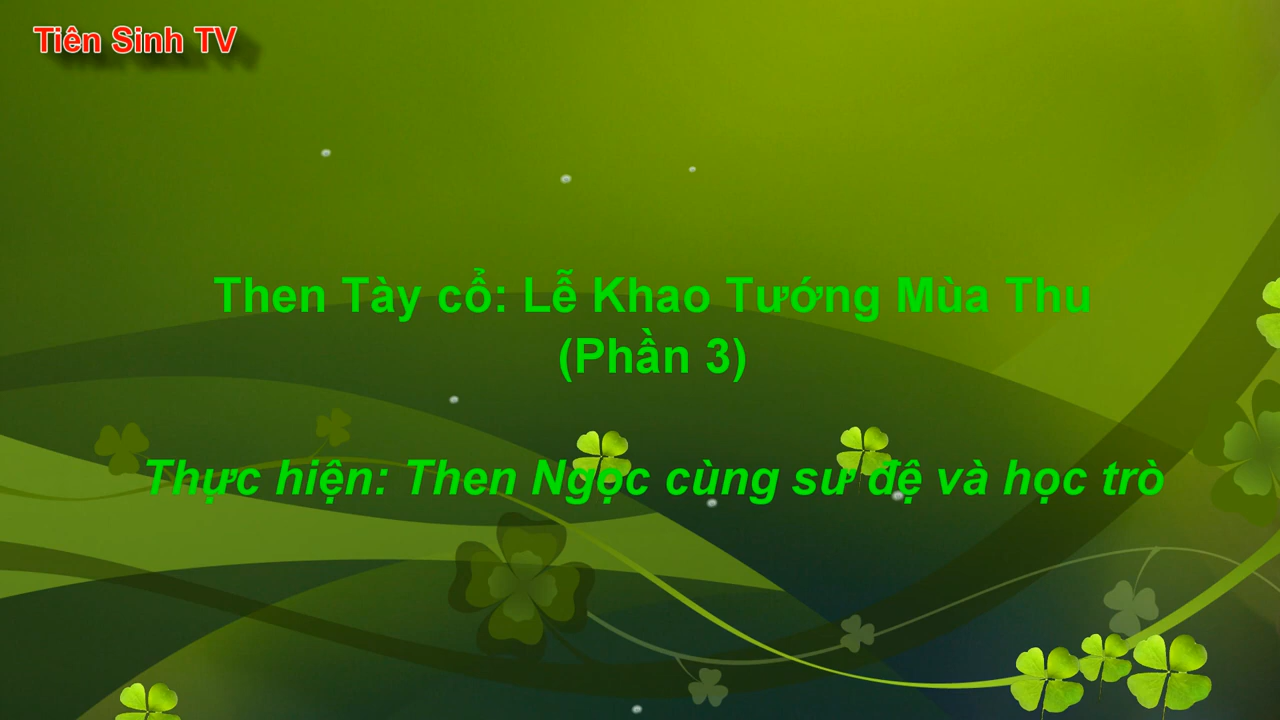 Tiên Sinh TV
Then Tày cổ: Lễ Khao Tướng Mùa Thu
(Phần 3)
Thực hiện: Then Ngọc cùng sư đệ và học trò